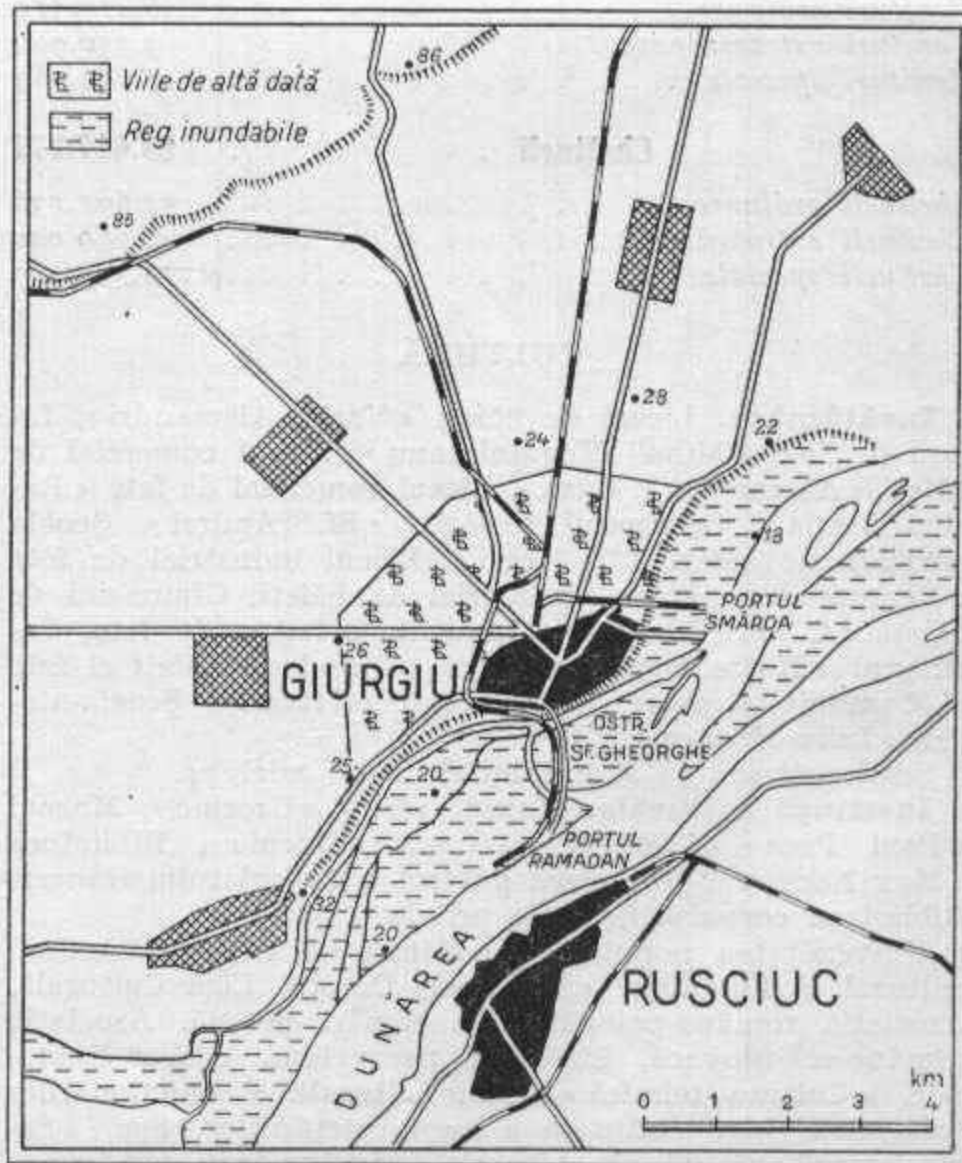 86
Viile de altă dată
Reg. inundabile
85
28
24
22
18
PORTUL
SMÂRDA
26
GIURGIU
OSTR.
Sf. GHEORGHE
25
20
PORTUL
RAMADAN
32
20
DUNĂREA
RUSCIUC
km
0 1 2 3 4